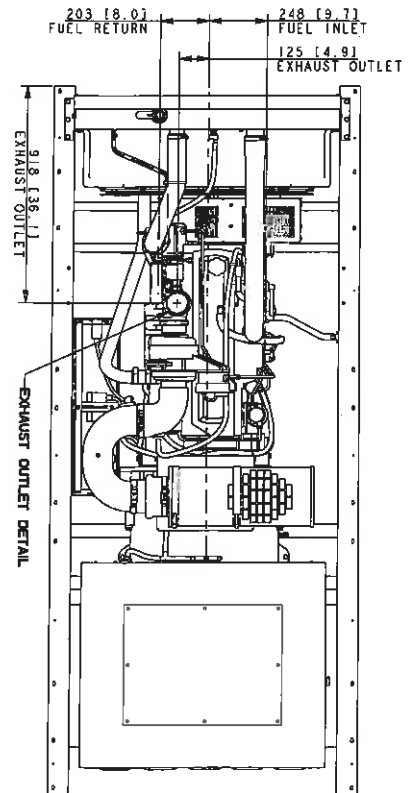 203 [8.0]
FUEL RETURN
248 [9.7]
FUEL INLET
125 [4.9]
EXHAUST OUTLET
918 [36.1]
EXHAUST OUTLET
EXHAUST OUTLET DETAIL